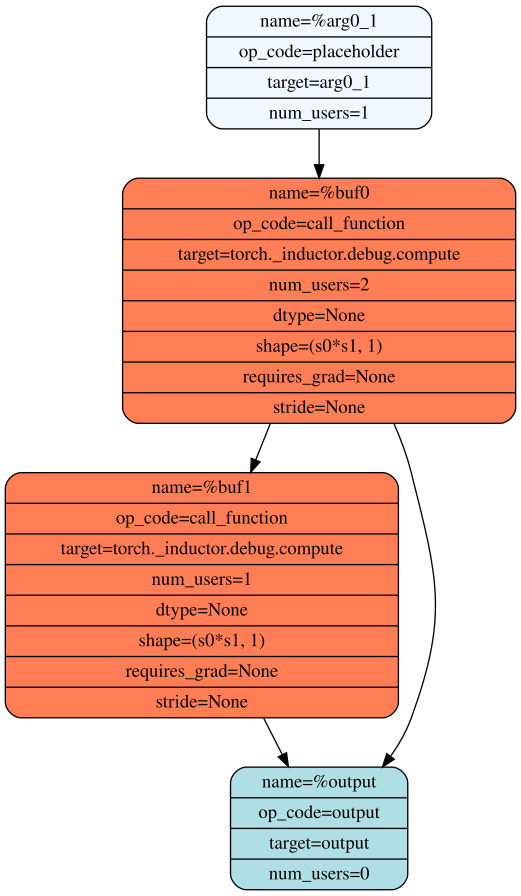 name=%arg0_1
op_code=placeholder
target=arg0_1
num_users=1
name=%buf0
op_code=call_function
target=torch._inductor.debug.compute
num_users=2
dtype=None
shape=(s0*s1, 1)
requires_grad=None
stride=None
name=%buf1
op_code=call_function
target=torch._inductor.debug.compute
num_users=1
dtype=None
shape=(s0*s1, 1)
requires_grad=None
stride=None
name=%output
op_code=output
target=output
num_users=0